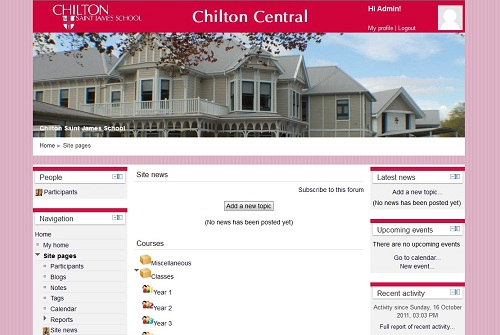 CHILTON
SAINT JAMES SCHOOL
Chilton Central
Hi Admin!
My profile | Logout
Chilton Saint James School
Home ► Site pages
People
Participants
Navigation
Home
My home
Site pages
Participants
Blogs
Notes
Tags
Calendar
Reports
Site news
Site news
Subscribe to this forum
Add a new topic
(No news has been posted yet)
Courses
Miscellaneous
Classes
Year 1
Year 2
Year 3
Latest news
Add a new topic...
(No news has been posted yet)
Upcoming events
There are no upcoming events
Go to calendar...
New event...
Recent activity
Activity since Sunday, 16 October
2011, 03:03 PM
Full report of recent activity...